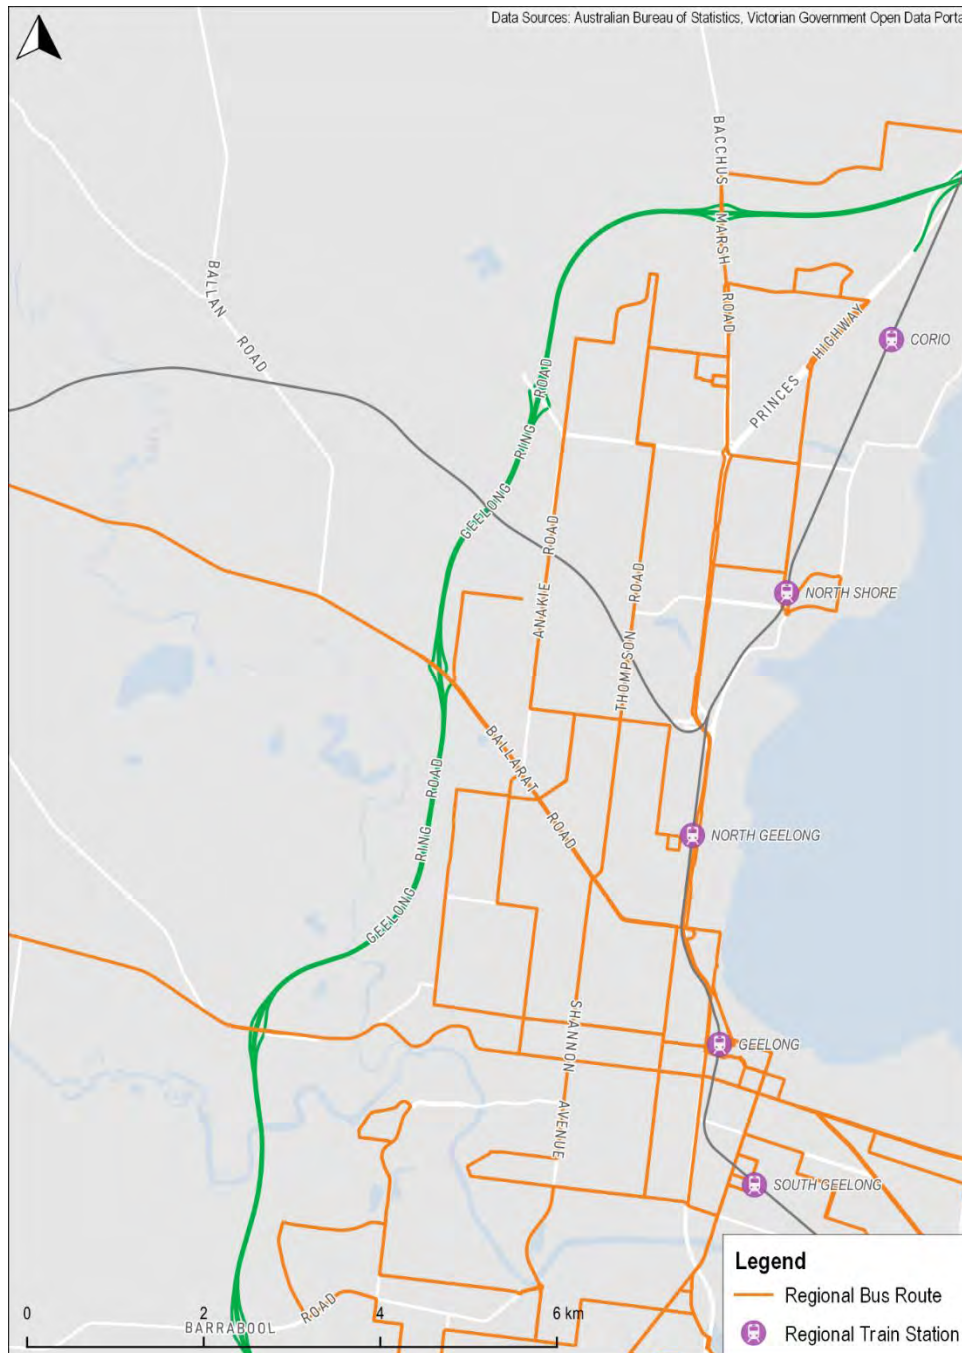 Data Sources: Australian Bureau of Statistics, Victorian Government Open Data Porta
BACCHUS MARSH ROAD
BALLAN ROAD
CORIO
PRINCES HIGHWAY
GEELONG RING ROAD
ANAKIE ROAD
THOMPSON ROAD
NORTH SHORE
BALLARAT ROAD
NORTH GEELONG
GEELONG RING ROAD
SHANNON AVENUE
GEELONG
SOUTH GEELONG
Legend
Regional Bus Route
Regional Train Station
0 2 4 6 km
BARRABOOL ROAD